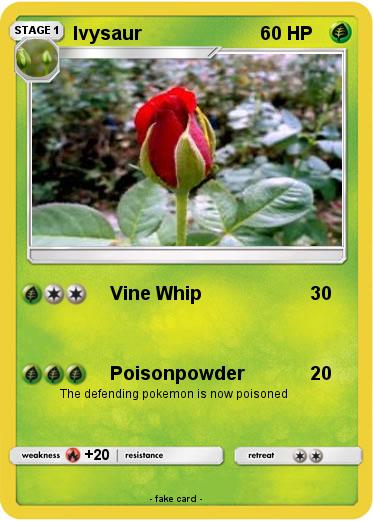 STAGE 1 Ivysaur 60 HP
Vine Whip 30
Poisonpowder 20
The defending pokemon is now poisoned
weakness +20 resistance retreat
- fake card -